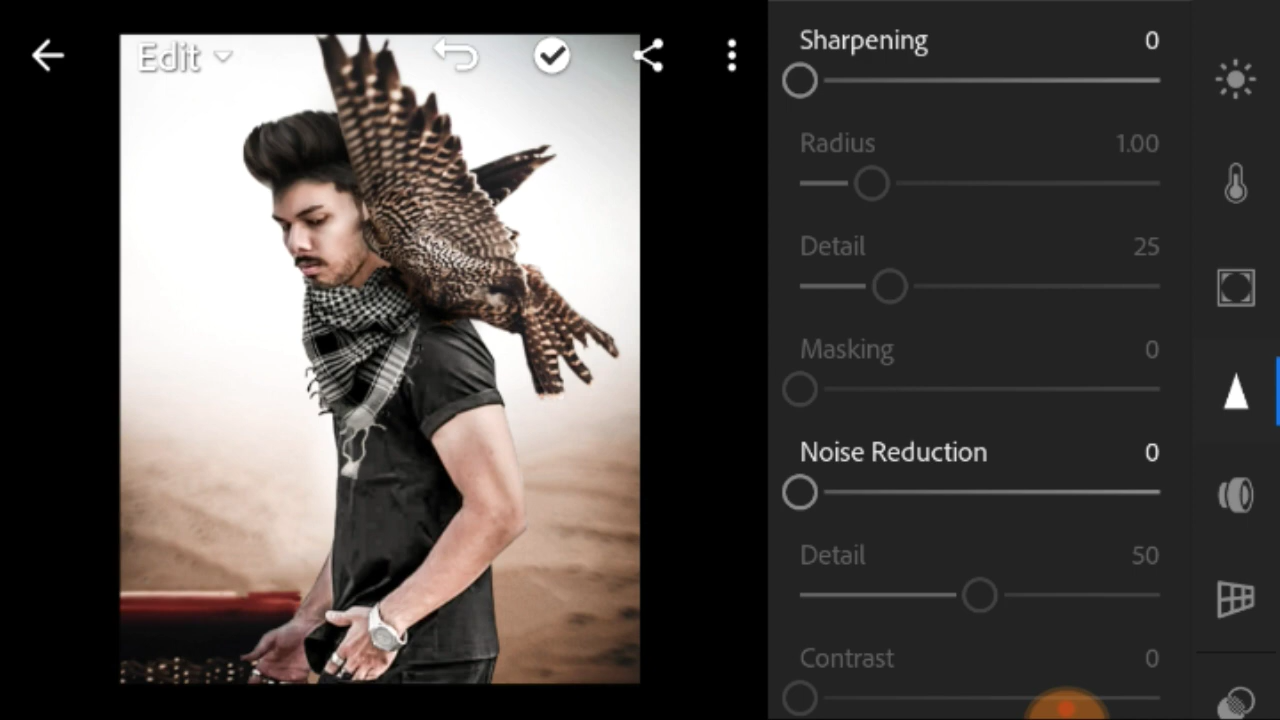 Edit
Sharpening 0
Radius 1.00
Detail 25
Masking 0
Noise Reduction 0
Detail 50
Contrast 0